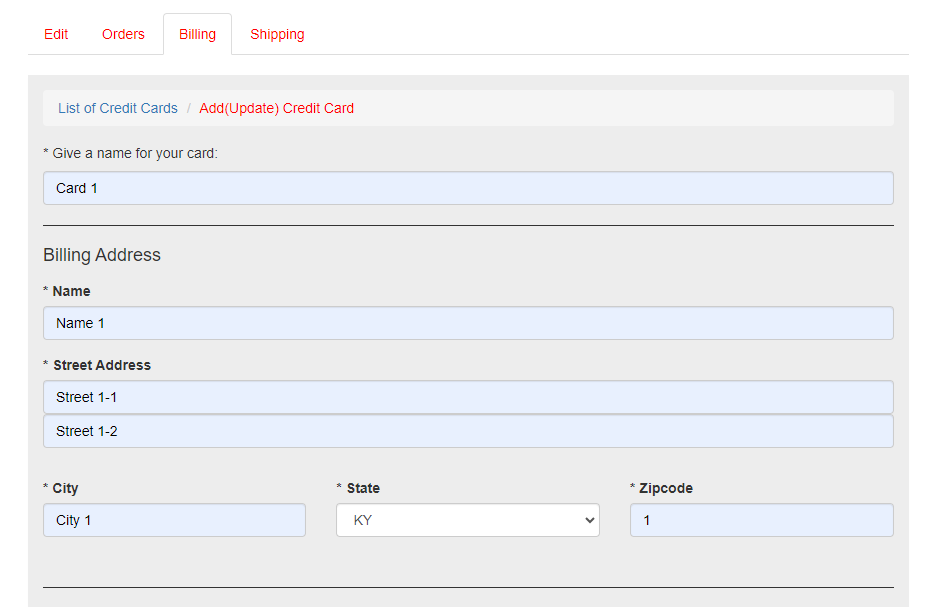 Edit Orders Billing Shipping
List of Credit Cards / Add(Update) Credit Card
* Give a name for your card:
Card 1
Billing Address
* Name
Name 1
* Street Address
Street 1-1
Street 1-2
* City * State * Zipcode
City 1 KY 1